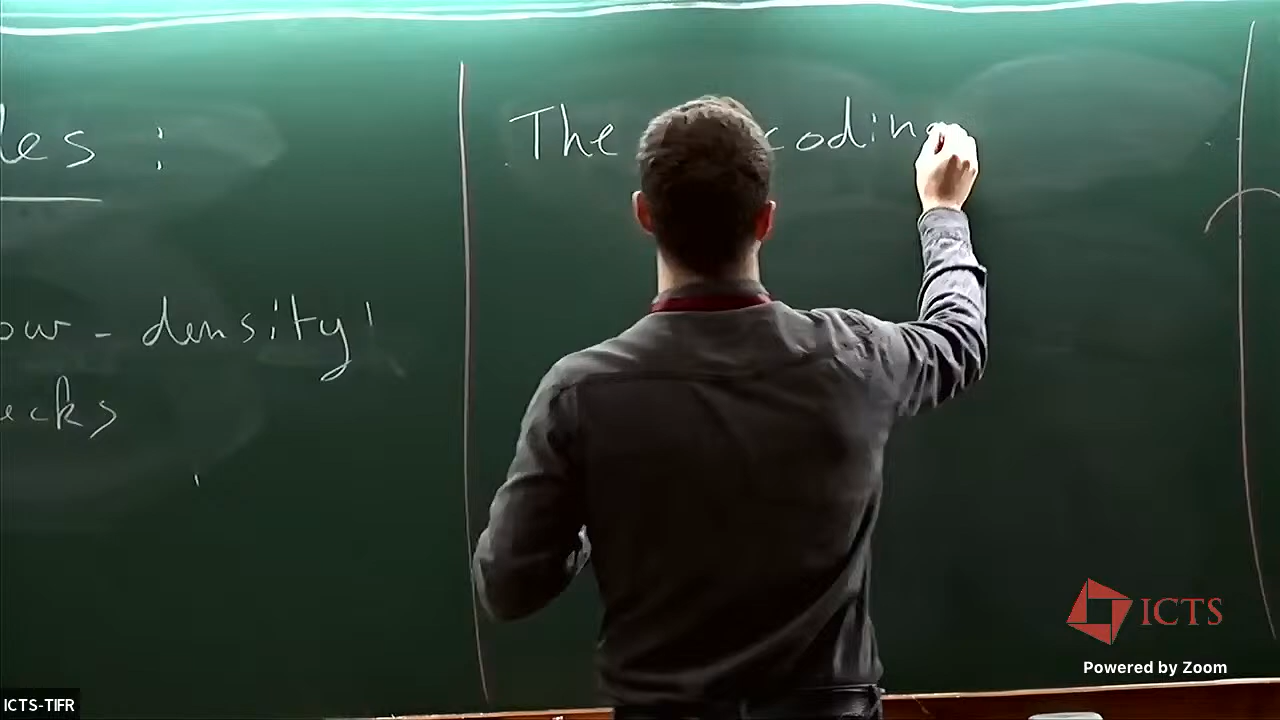 les :
ow - density!
ecks
The coding
ICTS
Powered by Zoom
ICTS-TIFR